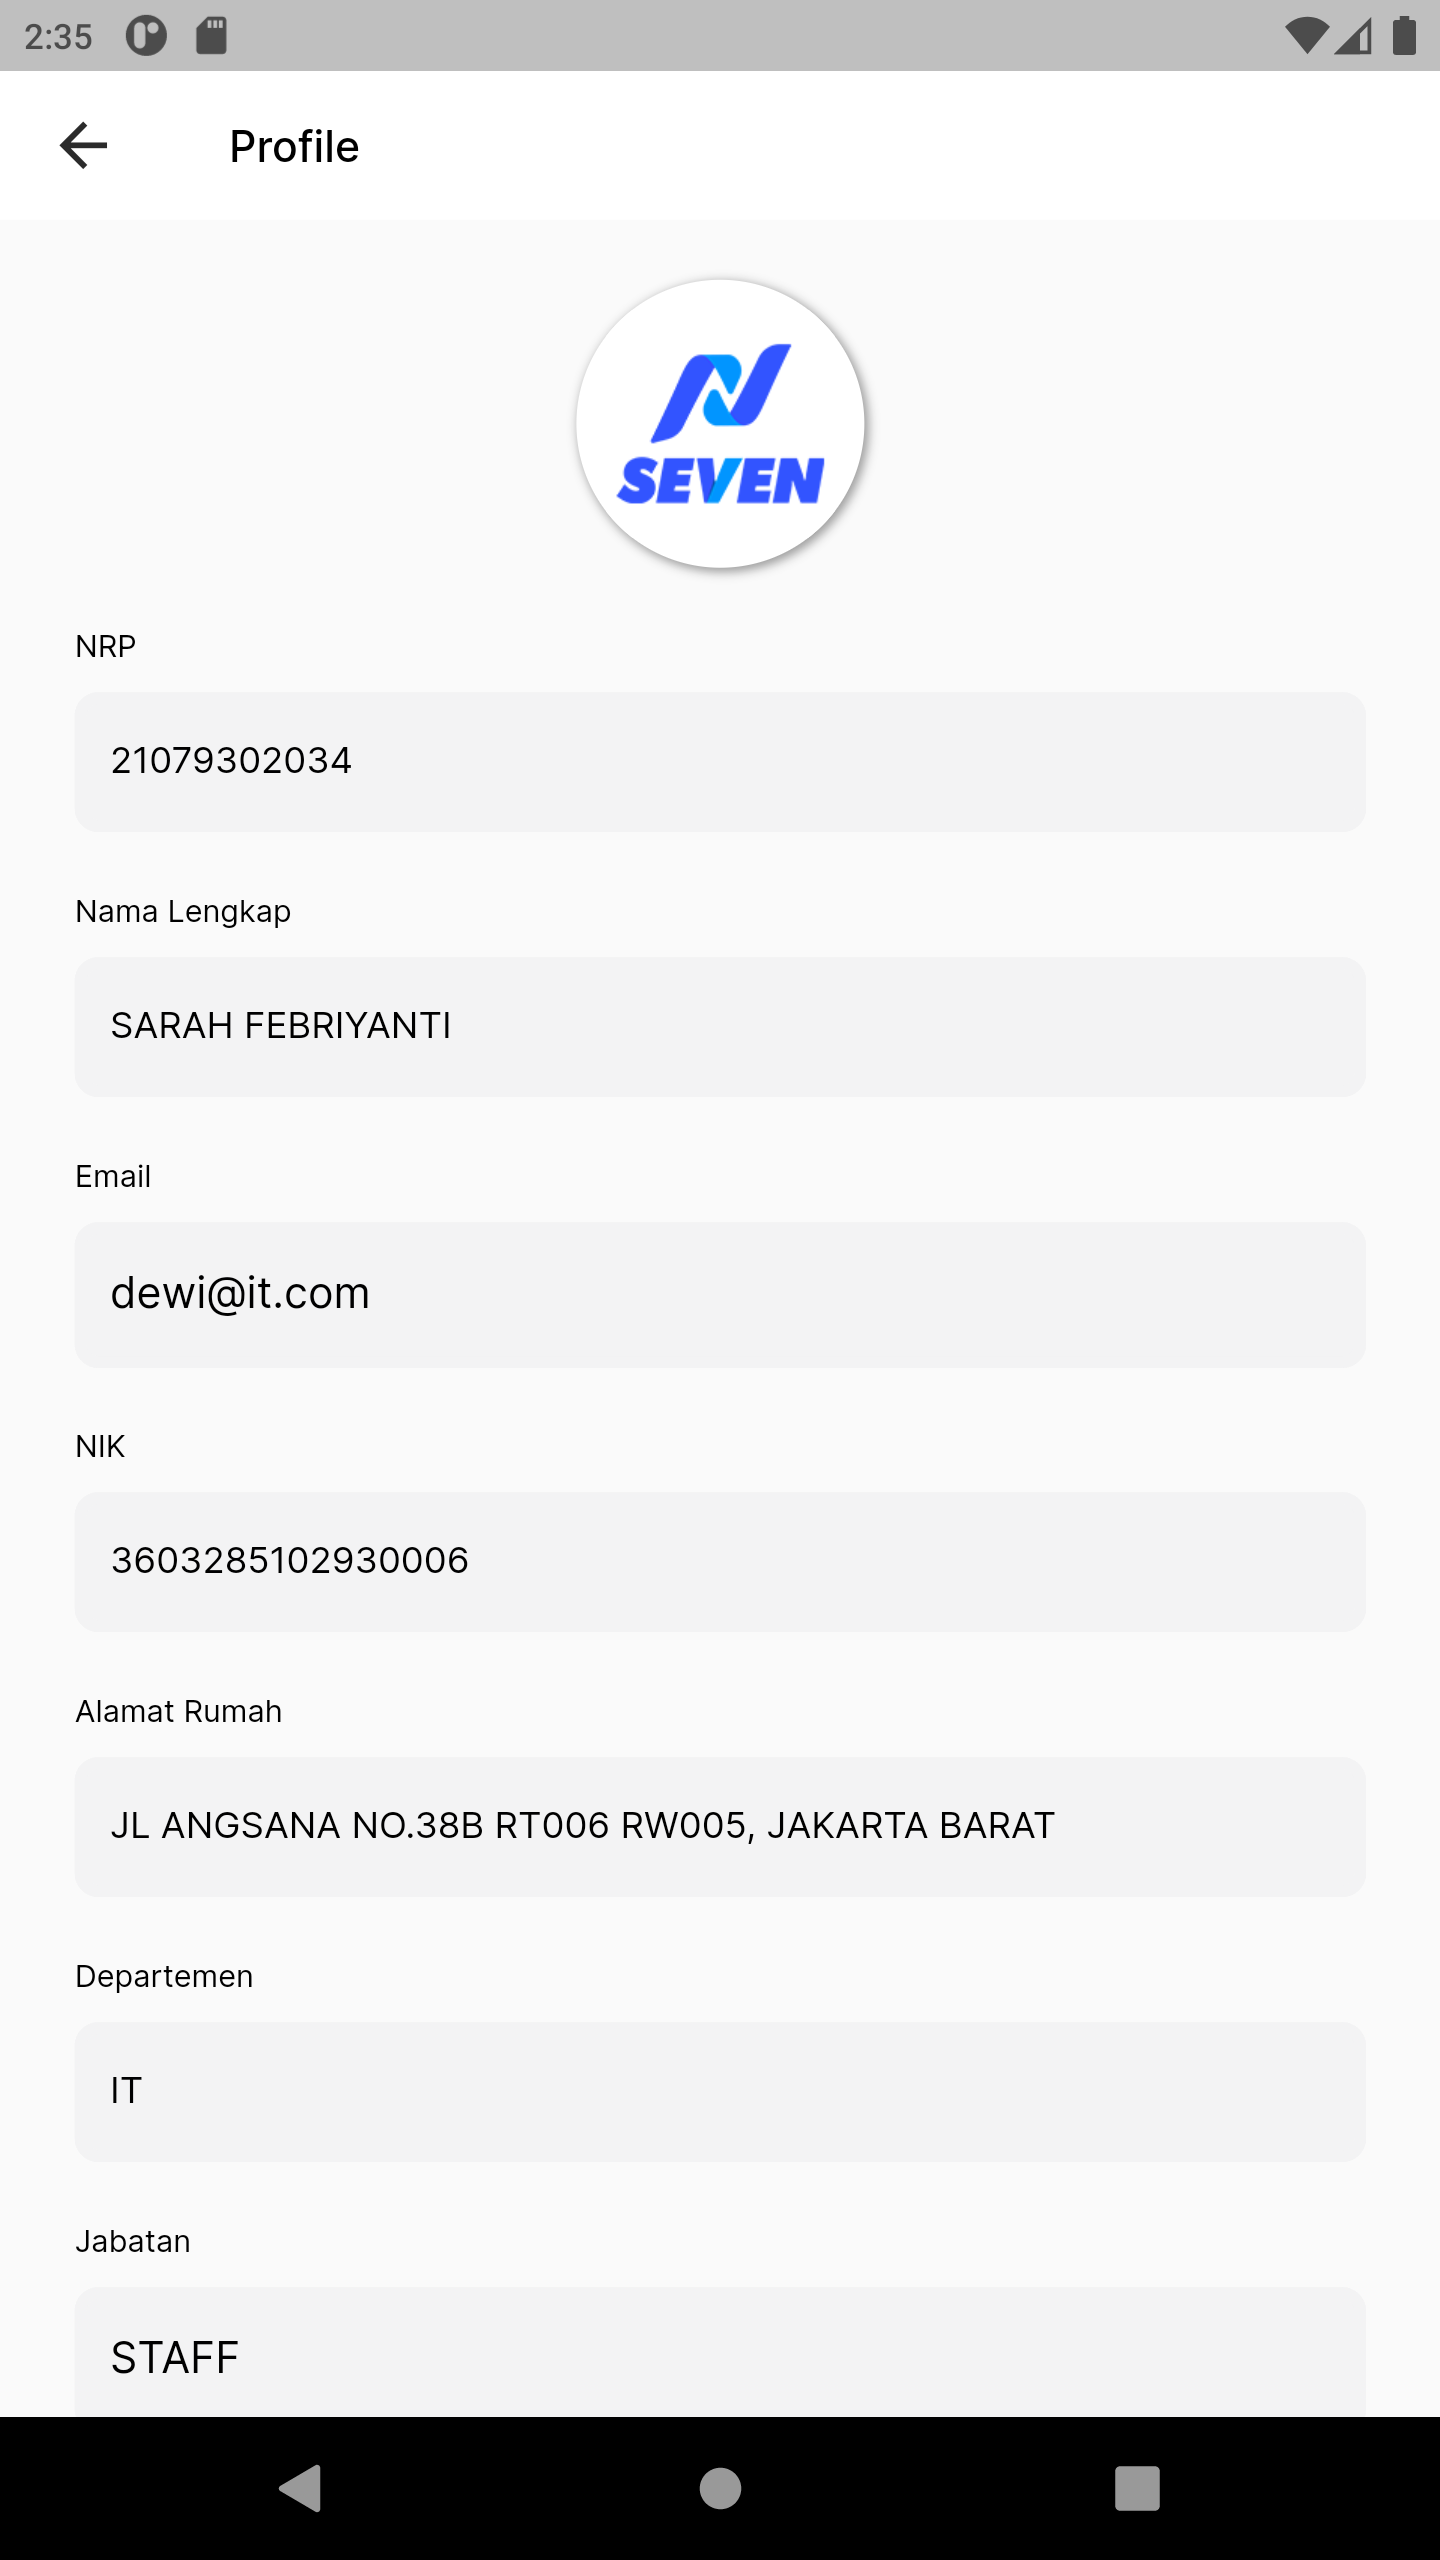 2:35
Profile
SEVEN
NRP
21079302034
Nama Lengkap
SARAH FEBRIYANTI
Email
dewi@it.com
NIK
3603285102930006
Alamat Rumah
JL ANGSANA NO.38B RT006 RW005, JAKARTA BARAT
Departemen
IT
Jabatan
STAFF